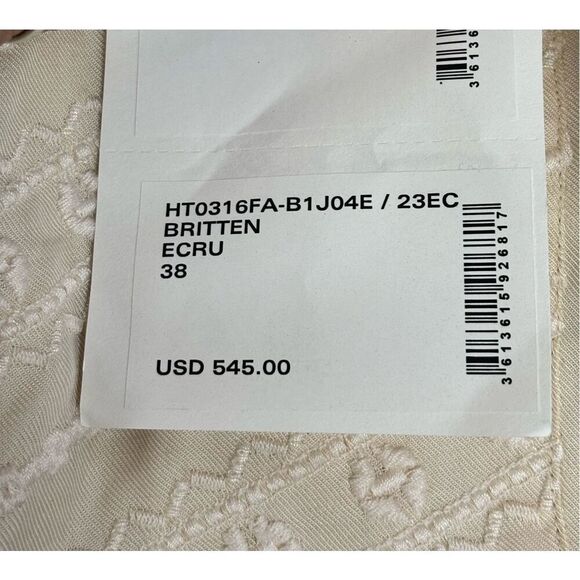 HT0316FA-B1J04E / 23EC
BRITTEN
ECRU
38
USD 545.00
3613615926817